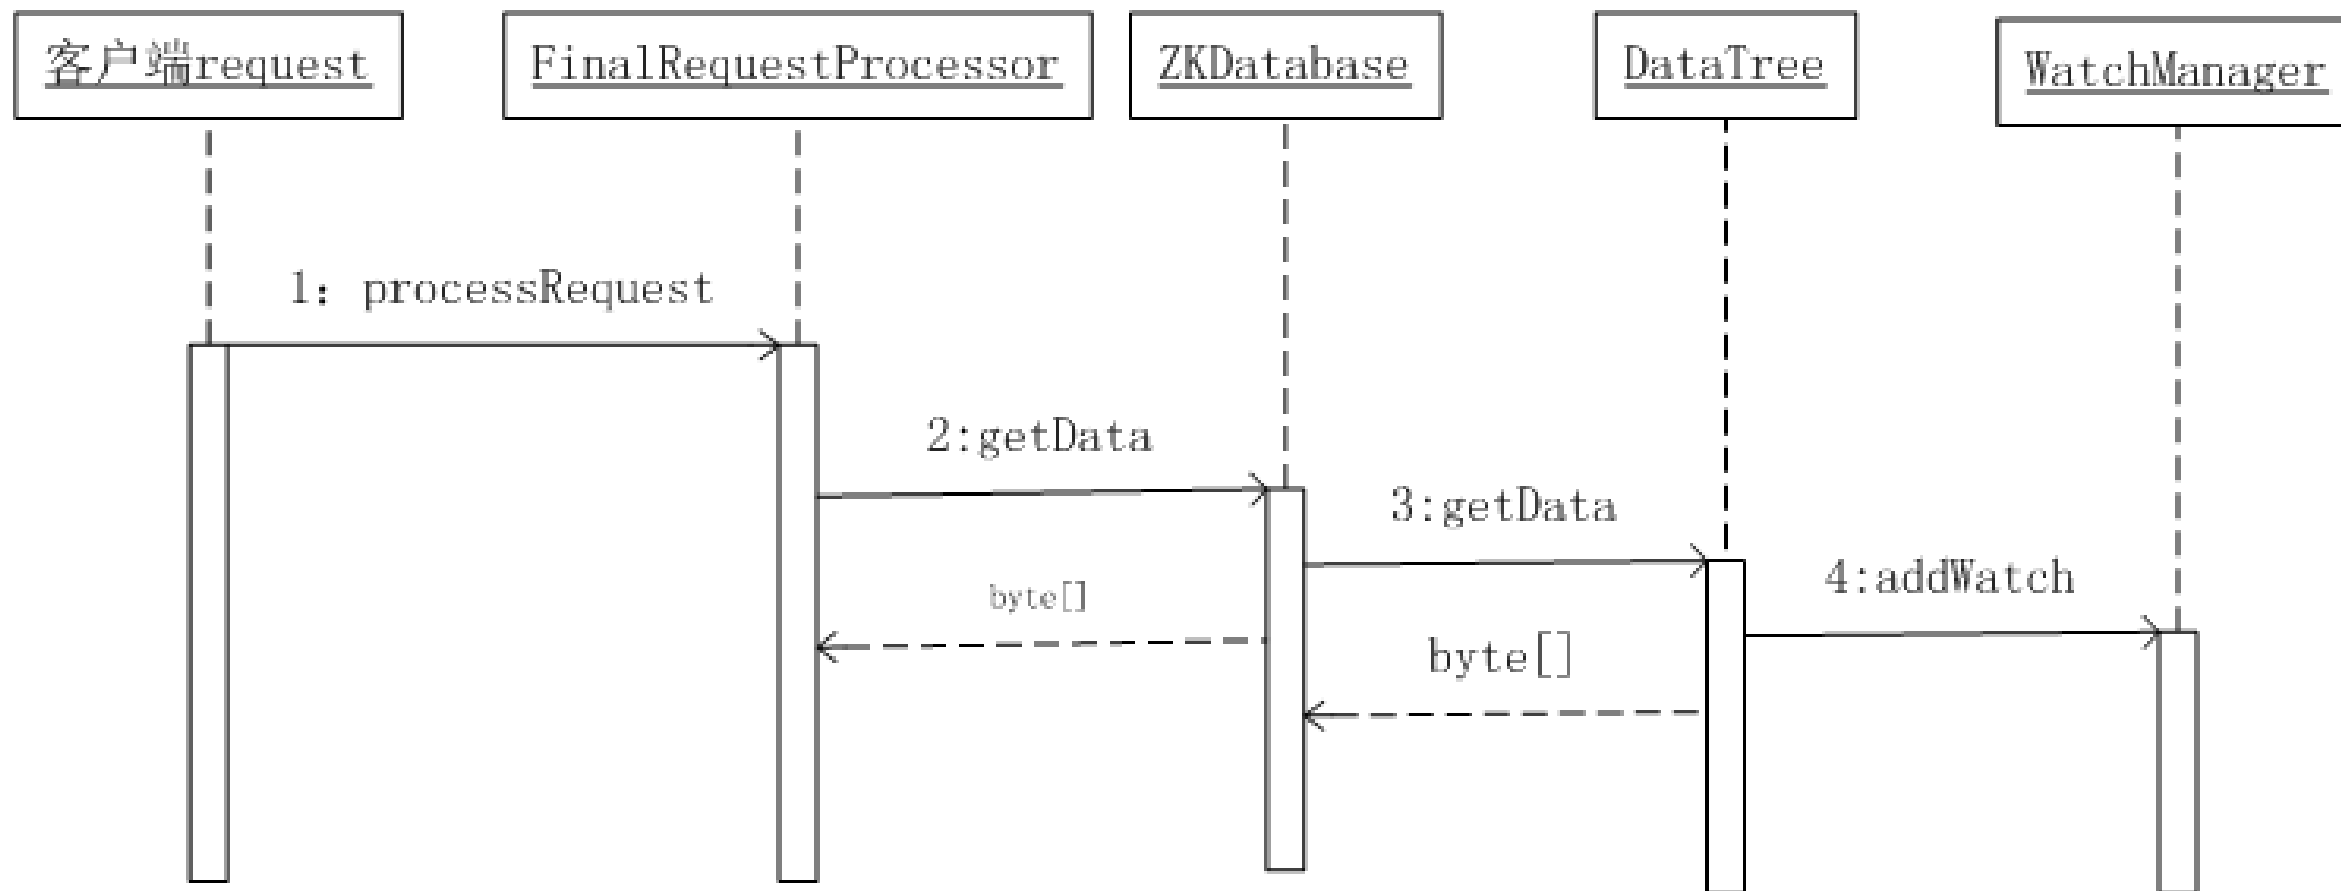 客户端request
FinalRequestProcessor
ZKDatabase
DataTree
WatchManager
1：processRequest
2:getData
3:getData
4:addWatch
byte[]
byte[]